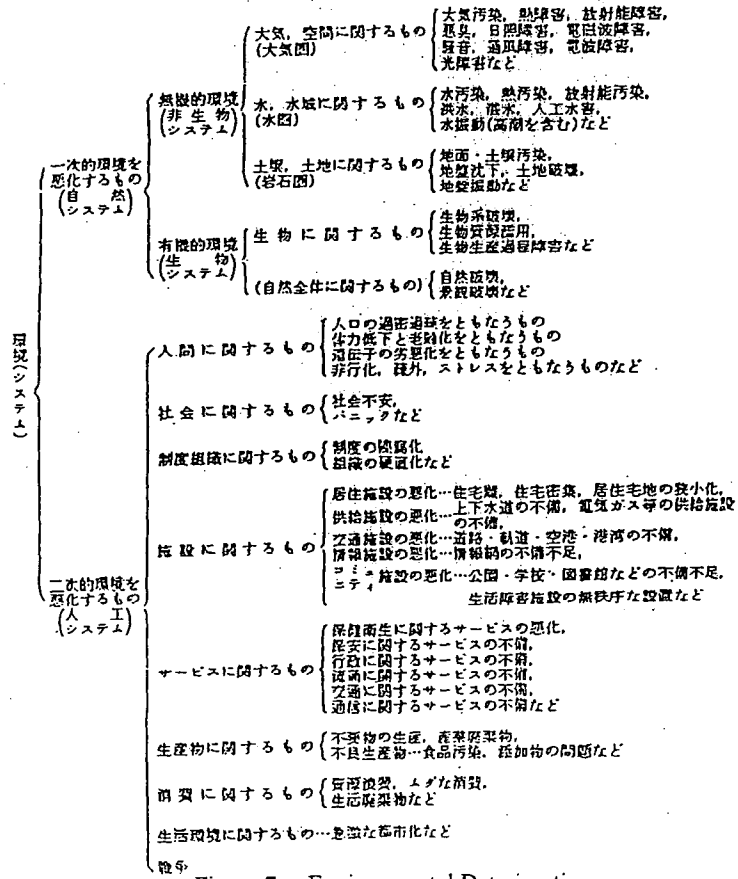 環境(システム)
一次的環境を
悪化するもの
(自然
システム)
無機的環境
(非生物
システム)
大気, 空間に関するもの
(大気圏)
大気汚染, 熱障害, 放射能障害,
悪臭, 日照障害, 電磁波障害,
騒音, 通風障害, 電波障害,
光障害など
水, 水域に関するもの
(水圏)
水汚染, 熱汚染, 放射能汚染,
洪水, 渇水, 人工水害,
水振動(高潮を含む)など
土壌, 土地に関するもの
(岩石圏)
地面・土壌汚染,
地盤沈下, 土地破壊,
地盤振動など
有機的環境
(生物
システム)
生物に関するもの
生物系破壊,
生物資源濫用,
生物生産過程障害など
(自然全体に関するもの)
自然破壊,
景観破壊など
二次的環境を
悪化するもの
(人工
システム)
人間に関するもの
人口の過密過疎をともなうもの
体力低下と老齢化をともなうもの
遺伝子の劣悪化をともなうもの
非行化, 疎外, ストレスをともなうものなど
社会に関するもの
社会不安,
パニックなど
制度組織に関するもの
制度の
組織の硬直化など
施設に関するもの
居住施設の悪化…住宅難, 住宅密集, 居住宅地の狭小化,
供給施設の悪化…上下水道の不備, 電気ガス等の供給施設
の不備,
交通施設の悪化…道路・軌道・空港・港湾の不備,
情報施設の悪化…情報網の不備不足,
コミュニティ施設の悪化…公園・学校・図書館などの不備不足,
生活障害施設の無秩序な設置など
サービスに関するもの
保健衛生に関するサービスの悪化,
保安に関するサービスの不備,
行政に関するサービスの不備,
流通に関するサービスの不備,
交通に関するサービスの不備,
通信に関するサービスの不備など
生産物に関するもの
不要物の生産, 産業廃棄物,
不良生産物…食品汚染, 添加物の問題など
消費に関するもの
資源浪費, ムダな消費,
生活廃棄物など
生活環境に関するもの…急激な都市化など
戦争